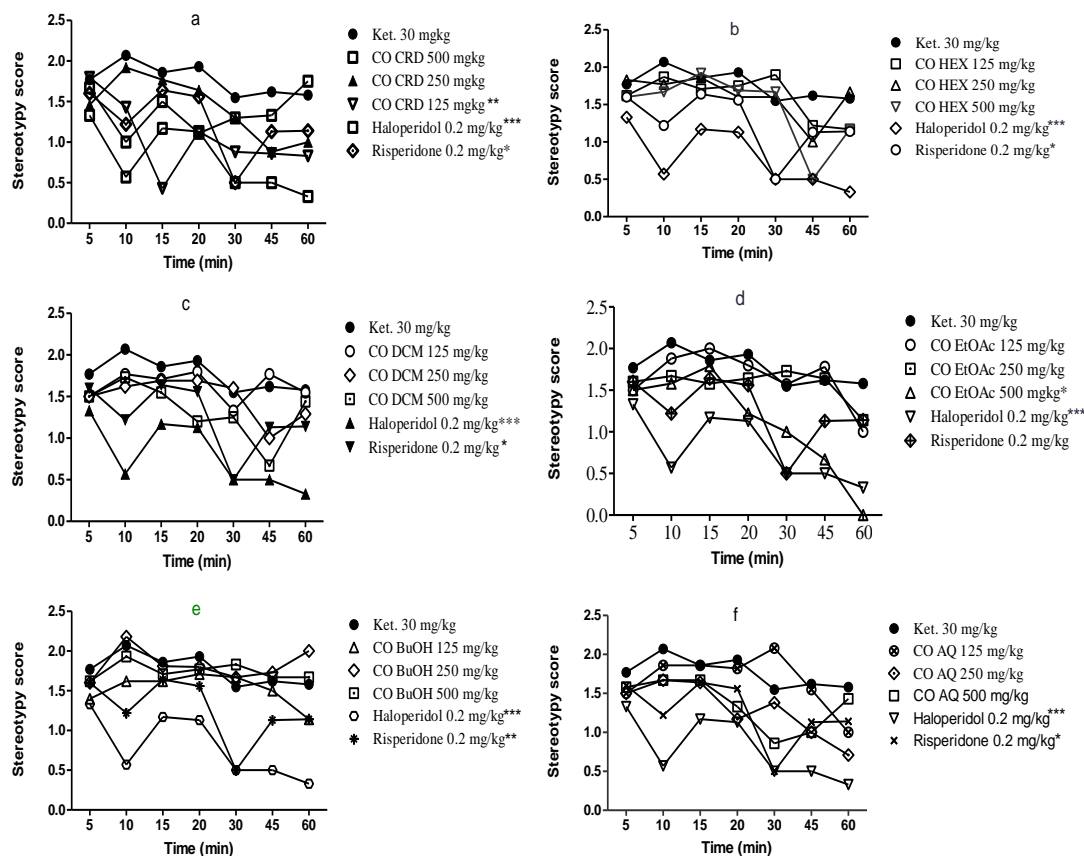 a
Stereotypy score
2.5
2.0
1.5
1.0
0.5
0.0
5 10 15 20 30 45 60
Time (min)
Ket. 30 mgkg
CO CRD 500 mgkg
CO CRD 250 mgkg
CO CRD 125 mgkg **
Haloperidol 0.2 mg/kg***
Risperidone 0.2 mg/kg*
b
Stereotypy score
2.5
2.0
1.5
1.0
0.5
0.0
5 10 15 20 30 45 60
Time (min)
Ket. 30 mg/kg
CO HEX 125 mg/kg
CO HEX 250 mg/kg
CO HEX 500 mg/kg
Haloperidol 0.2 mg/kg***
Risperidone 0.2 mg/kg*
c
Stereotypy score
2.5
2.0
1.5
1.0
0.5
0.0
5 10 15 20 30 45 60
Time (min)
Ket. 30 mg/kg
CO DCM 125 mg/kg
CO DCM 250 mg/kg
CO DCM 500 mg/kg
Haloperidol 0.2 mg/kg***
Risperidone 0.2 mg/kg*
d
Stereotypy score
2.5
2.0
1.5
1.0
0.5
0.0
5 10 15 20 30 45 60
Time (min)
Ket. 30 mg/kg
CO EtOAc 125 mg/kg
CO EtOAc 250 mg/kg
CO EtOAc 500 mgkg*
Haloperidol 0.2 mg/kg***
Risperidone 0.2 mg/kg
e
Stereotypy score
2.5
2.0
1.5
1.0
0.5
0.0
5 10 15 20 30 45 60
Time (min)
Ket. 30 mg/kg
CO BuOH 125 mg/kg
CO BuOH 250 mg/kg
CO BuOH 500 mg/kg
Haloperidol 0.2 mg/kg***
Risperidone 0.2 mg/kg**
f
Stereotypy score
2.5
2.0
1.5
1.0
0.5
0.0
5 10 15 20 30 45 60
Time (min)
Ket. 30 mg/kg
CO AQ 125 mg/kg
CO AQ 250 mg/kg
CO AQ 500 mg/kg
Haloperidol 0.2 mg/kg***
Risperidone 0.2 mg/kg*